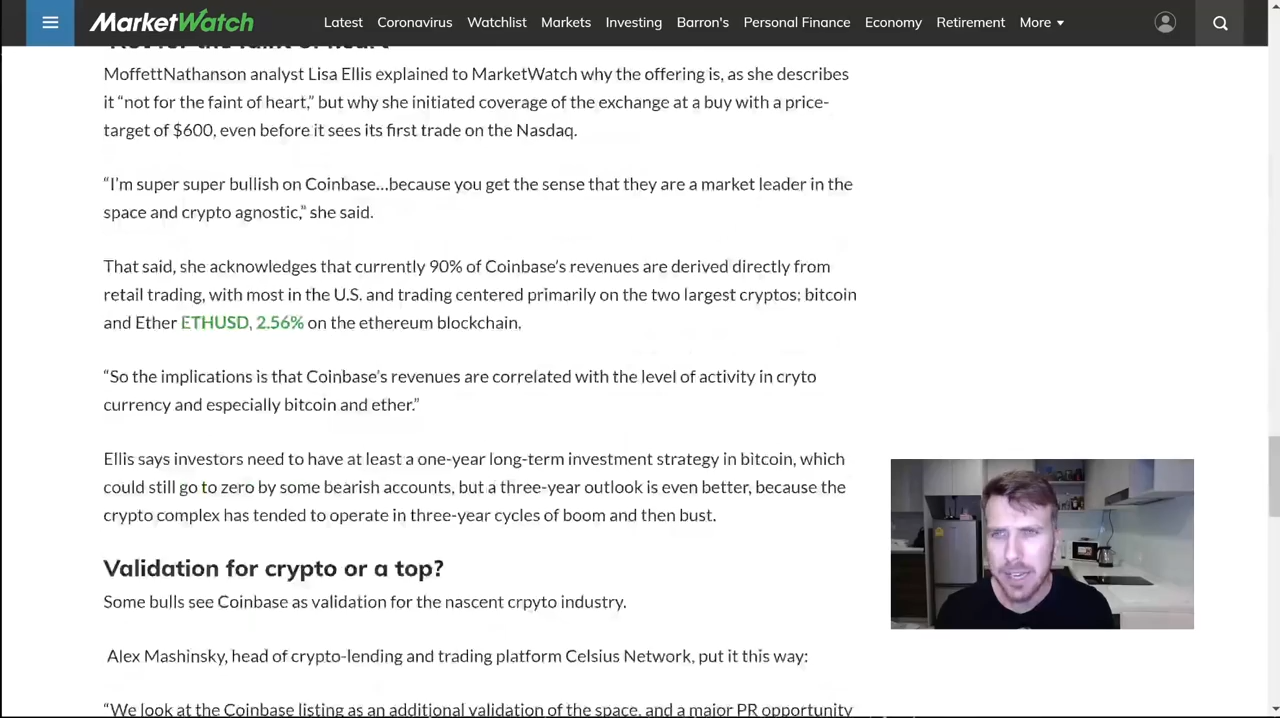 MarketWatch Latest Coronavirus Watchlist Markets Investing Barron's Personal Finance Economy Retirement More
'Not for the faint of heart'
MoffettNathanson analyst Lisa Ellis explained to MarketWatch why the offering is, as she describes
it “not for the faint of heart,” but why she initiated coverage of the exchange at a buy with a price-
target of $600, even before it sees its first trade on the Nasdaq.
“I’m super super bullish on Coinbase…because you get the sense that they are a market leader in the
space and crypto agnostic,” she said.
That said, she acknowledges that currently 90% of Coinbase’s revenues are derived directly from
retail trading, with most in the U.S. and trading centered primarily on the two largest cryptos: bitcoin
and Ether ETHUSD, 2.56% on the ethereum blockchain.
“So the implications is that Coinbase’s revenues are correlated with the level of activity in cryto
currency and especially bitcoin and ether.”
Ellis says investors need to have at least a one-year long-term investment strategy in bitcoin, which
could still go to zero by some bearish accounts, but a three-year outlook is even better, because the
crypto complex has tended to operate in three-year cycles of boom and then bust.
Validation for crypto or a top?
Some bulls see Coinbase as validation for the nascent crpyto industry.
Alex Mashinsky, head of crypto-lending and trading platform Celsius Network, put it this way:
“We look at the Coinbase listing as an additional validation of the space, and a major PR opportunity